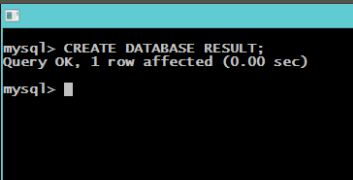 mysql> CREATE DATABASE RESULT;
Query OK, 1 row affected (0.00 sec)
mysql>